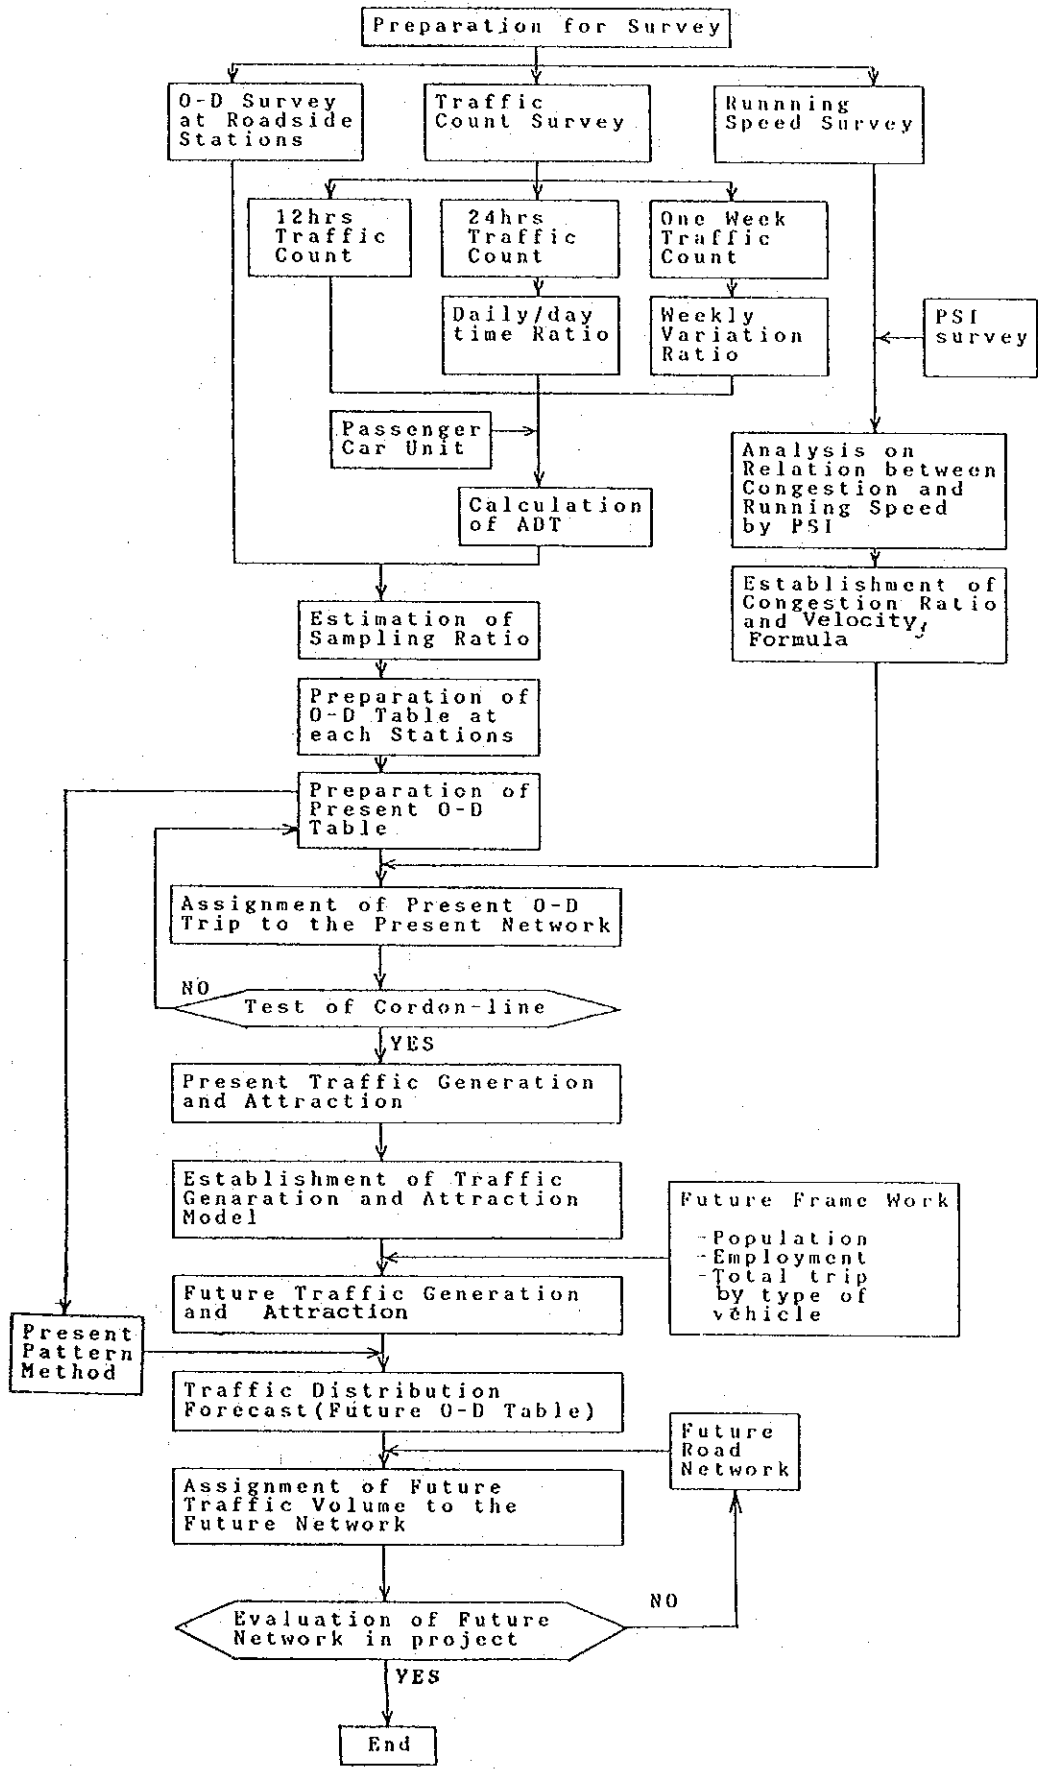 Preparation for Survey
O-D Survey
at Roadside
Stations
Traffic
Count Survey
Runnning
Speed Survey
12hrs
Traffic
Count
24hrs
Traffic
Count
One Week
Traffic
Count
Daily/day
time Ratio
Weekly
Variation
Ratio
PSI
survey
Passenger
Car Unit
Analysis on
Relation between
Congestion and
Running Speed
by PSI
Calculation
of ADT
Establishment of
Congestion Ratio
and Velocity,
Formula
Estimation of
Sampling Ratio
Preparation of
O-D Table at
each Stations
Preparation of
Present O-D
Table
Assignment of Present O-D
Trip to the Present Network
NO
Test of Cordon-line
YES
Present Traffic Generation
and Attraction
Establishment of Traffic
Genaration and Attraction
Model
Future Frame Work
-Population
-Employment
-Total trip
by type of
vehicle
Future Traffic Generation
and Attraction
Present
Pattern
Method
Traffic Distribution
Forecast(Future O-D Table)
Future
Road
Network
Assignment of Future
Traffic Volume to the
Future Network
NO
Evaluation of Future
Network in project
YES
End